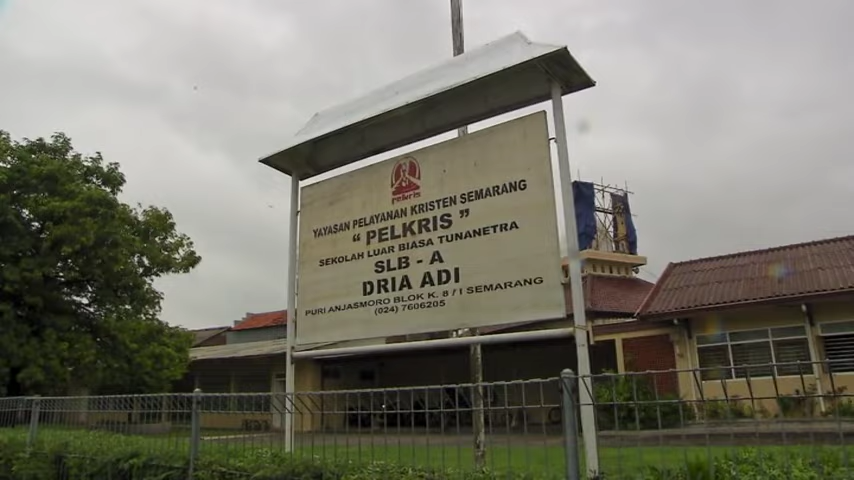 pelkris
YAYASAN PELAYANAN KRISTEN SEMARANG
“ PELKRIS ”
SEKOLAH LUAR BIASA TUNANETRA
SLB - A
DRIA ADI
PURI ANJASMORO BLOK K. 8 / I SEMARANG
(024) 7606205